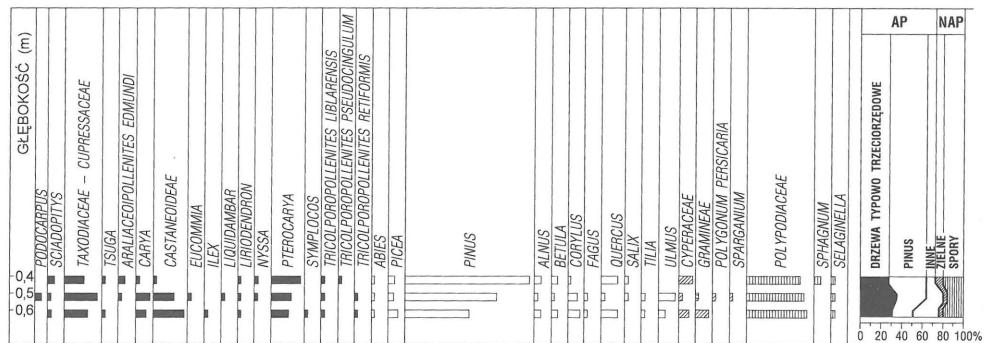 GŁĘBOKOŚĆ (m)
PODOCARPUS
SCIADOPITYS
TAXODIACEAE – CUPRESSACEAE
TSUGA
ARALIACEOIPOLLENITES EDMUNDI
CARYA
CASTANEOIDEAE
EUCOMMIA
ILEX
LIQUIDAMBAR
LIRIODENDRON
NYSSA
PTEROCARYA
SYMPLOCOS
TRICOLPOROPOLLENITES LIBLARENSIS
TRICOLPOROPOLLENITES PSEUDOCINGULUM
TRICOLPOROPOLLENITES RETIFORMIS
ABIES
PICEA
PINUS
ALNUS
BETULA
CORYLUS
FAGUS
QUERCUS
SALIX
TILIA
ULMUS
CYPERACEAE
GRAMINEAE
POLYGONUM PERSICARIA
SPARGANIUM
POLYPODIACEAE
SPHAGNUM
SELAGINELLA
AP
NAP
DRZEWA TYPOWO TRZECIORZĘDOWE
PINUS
INNE
ZIELNE
SPORY
0,4
0,5
0,6
0 20 40 60 80 100%